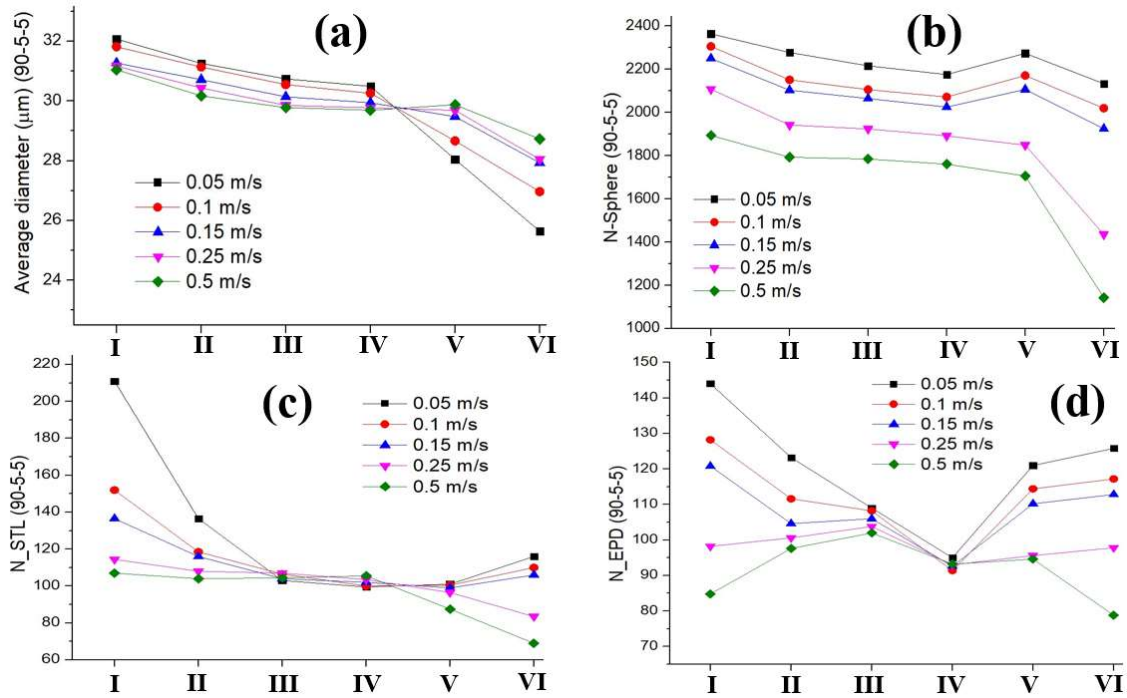 (a)
Average diameter (μm) (90-5-5)
32
30
28
26
24
0.05 m/s
0.1 m/s
0.15 m/s
0.25 m/s
0.5 m/s
I II III IV V VI
(b)
N-Sphere (90-5-5)
2400
2200
2000
1800
1600
1400
1200
1000
0.05 m/s
0.1 m/s
0.15 m/s
0.25 m/s
0.5 m/s
I II III IV V VI
(c)
N_STL (90-5-5)
220
200
180
160
140
120
100
80
60
0.05 m/s
0.1 m/s
0.15 m/s
0.25 m/s
0.5 m/s
I II III IV V VI
(d)
N_EPD (90-5-5)
150
140
130
120
110
100
90
80
70
0.05 m/s
0.1 m/s
0.15 m/s
0.25 m/s
0.5 m/s
I II III IV V VI